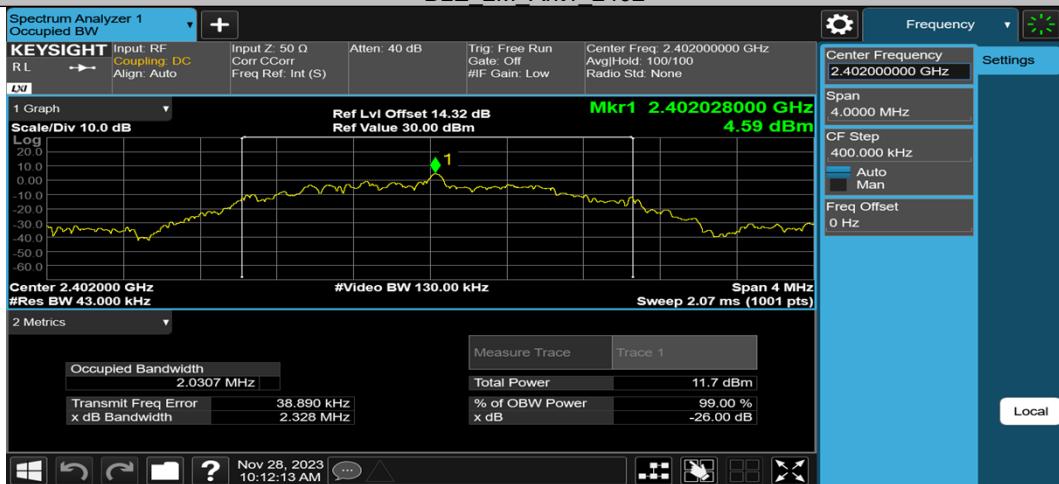 Spectrum Analyzer 1
Occupied BW
Frequency
KEYSIGHT
RL
LXI
Input: RF
Coupling: DC
Align: Auto
Input Z: 50 Ω
Corr CCorr
Freq Ref: Int (S)
Atten: 40 dB
Trig: Free Run
Gate: Off
#IF Gain: Low
Center Freq: 2.402000000 GHz
Avg|Hold: 100/100
Radio Std: None
1 Graph
Scale/Div 10.0 dB
Ref Lvl Offset 14.32 dB
Ref Value 30.00 dBm
Mkr1 2.402028000 GHz
4.59 dBm
Log
20.0
10.0
0.00
-10.0
-20.0
-30.0
-40.0
-50.0
-60.0
1
Center 2.402000 GHz
#Res BW 43.000 kHz
#Video BW 130.00 kHz
Span 4 MHz
Sweep 2.07 ms (1001 pts)
2 Metrics
Measure Trace
Trace 1
Occupied Bandwidth
2.0307 MHz
Total Power
11.7 dBm
Transmit Freq Error
38.890 kHz
% of OBW Power
99.00 %
x dB Bandwidth
2.328 MHz
x dB
-26.00 dB
Center Frequency
2.402000000 GHz
Settings
Span
4.0000 MHz
CF Step
400.000 kHz
Auto
Man
Freq Offset
0 Hz
Local
?
Nov 28, 2023
10:12:13 AM